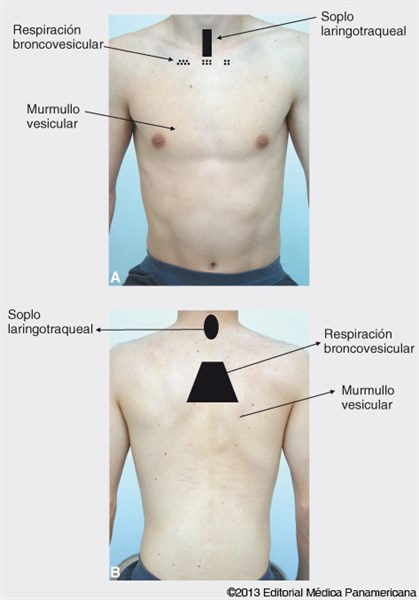 Soplo
laringotraqueal
Respiración
broncovesicular
Murmullo
vesicular
A
Soplo
laringotraqueal
Respiración
broncovesicular
Murmullo
vesicular
B
©2013 Editorial Médica Panamericana